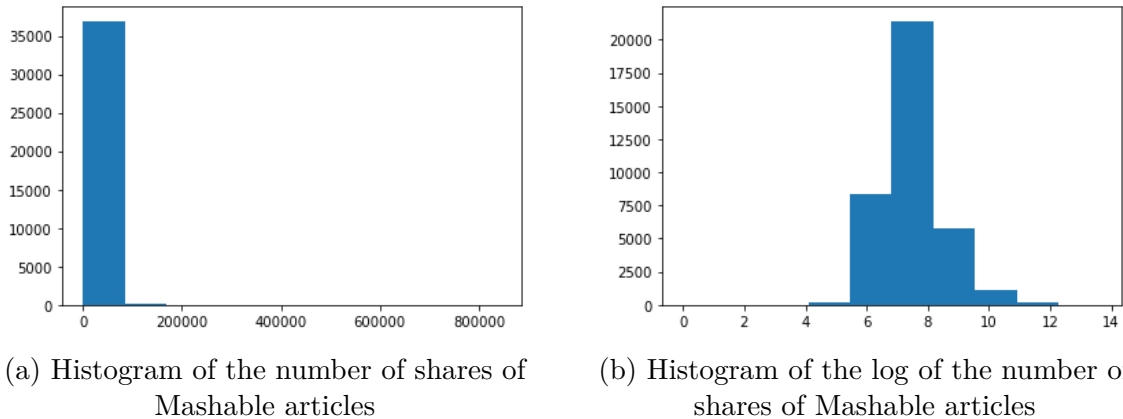 35000
30000
25000
20000
15000
10000
5000
0
0 200000 400000 600000 800000
(a) Histogram of the number of shares of
Mashable articles
20000
17500
15000
12500
10000
7500
5000
2500
0
0 2 4 6 8 10 12 14
(b) Histogram of the log of the number o
shares of Mashable articles